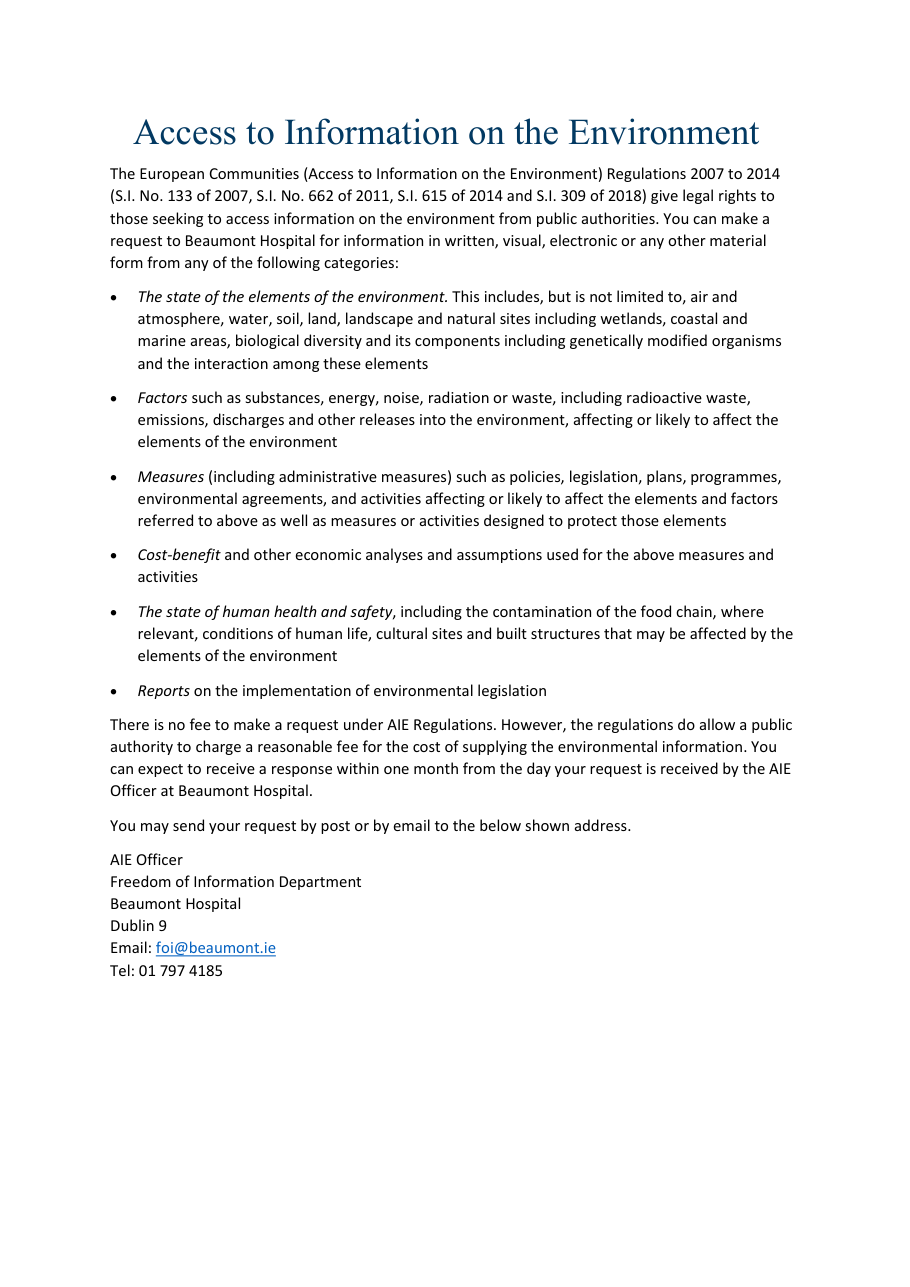 Access to Information on the Environment
The European Communities (Access to Information on the Environment) Regulations 2007 to 2014
(S.I. No. 133 of 2007, S.I. No. 662 of 2011, S.I. 615 of 2014 and S.I. 309 of 2018) give legal rights to
those seeking to access information on the environment from public authorities. You can make a
request to Beaumont Hospital for information in written, visual, electronic or any other material
form from any of the following categories:
• The state of the elements of the environment. This includes, but is not limited to, air and
atmosphere, water, soil, land, landscape and natural sites including wetlands, coastal and
marine areas, biological diversity and its components including genetically modified organisms
and the interaction among these elements
• Factors such as substances, energy, noise, radiation or waste, including radioactive waste,
emissions, discharges and other releases into the environment, affecting or likely to affect the
elements of the environment
• Measures (including administrative measures) such as policies, legislation, plans, programmes,
environmental agreements, and activities affecting or likely to affect the elements and factors
referred to above as well as measures or activities designed to protect those elements
• Cost-benefit and other economic analyses and assumptions used for the above measures and
activities
• The state of human health and safety, including the contamination of the food chain, where
relevant, conditions of human life, cultural sites and built structures that may be affected by the
elements of the environment
• Reports on the implementation of environmental legislation
There is no fee to make a request under AIE Regulations. However, the regulations do allow a public
authority to charge a reasonable fee for the cost of supplying the environmental information. You
can expect to receive a response within one month from the day your request is received by the AIE
Officer at Beaumont Hospital.
You may send your request by post or by email to the below shown address.
AIE Officer
Freedom of Information Department
Beaumont Hospital
Dublin 9
Email: foi@beaumont.ie
Tel: 01 797 4185